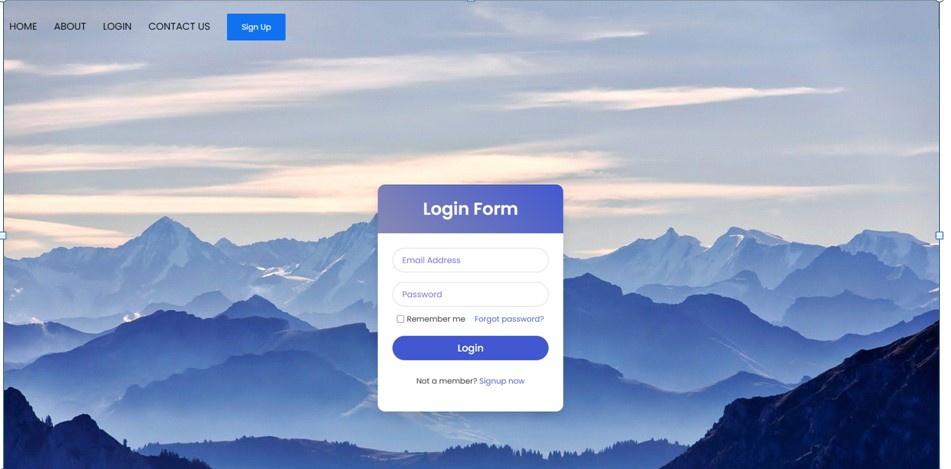 HOME ABOUT LOGIN CONTACT US Sign Up
Login Form
Email Address
Password
Remember me Forgot password?
Login
Not a member? Signup now